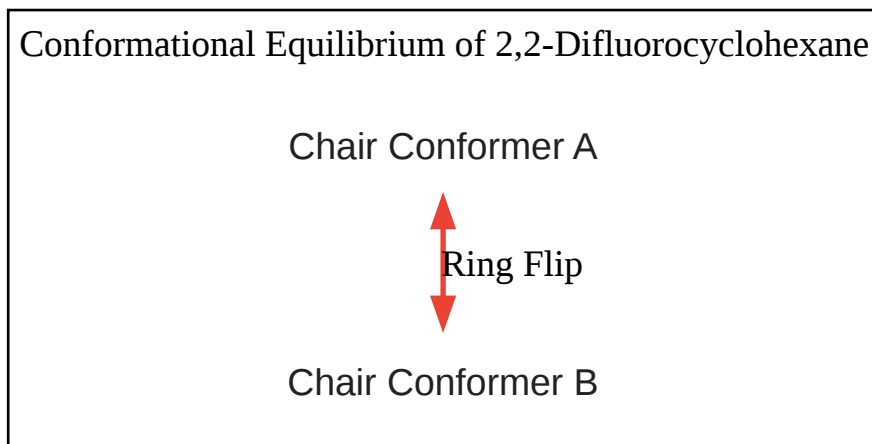 Conformational Equilibrium of 2,2-Difluorocyclohexane
Chair Conformer A
Ring Flip
Chair Conformer B